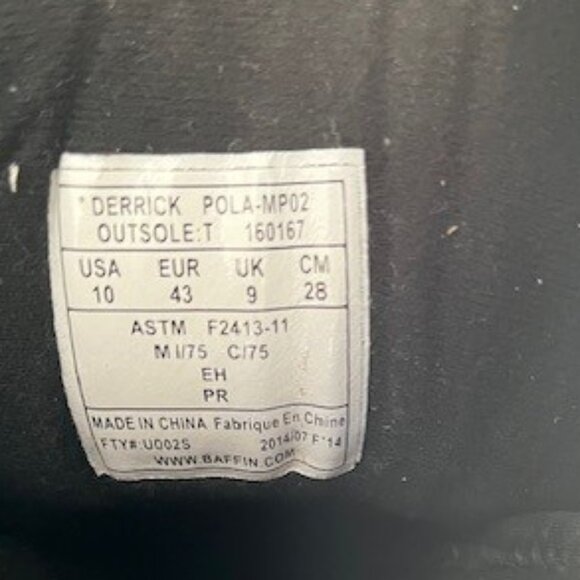 *DERRICK POLA-MP02
OUTSOLE:T 160167
USA EUR UK CM
10 43 9 28
ASTM F2413-11
M I/75 C/75
EH
PR
MADE IN CHINA Fabrique En Chine
FTY#:U002S 2014/07 F'14
WWW.BAFFIN.COM